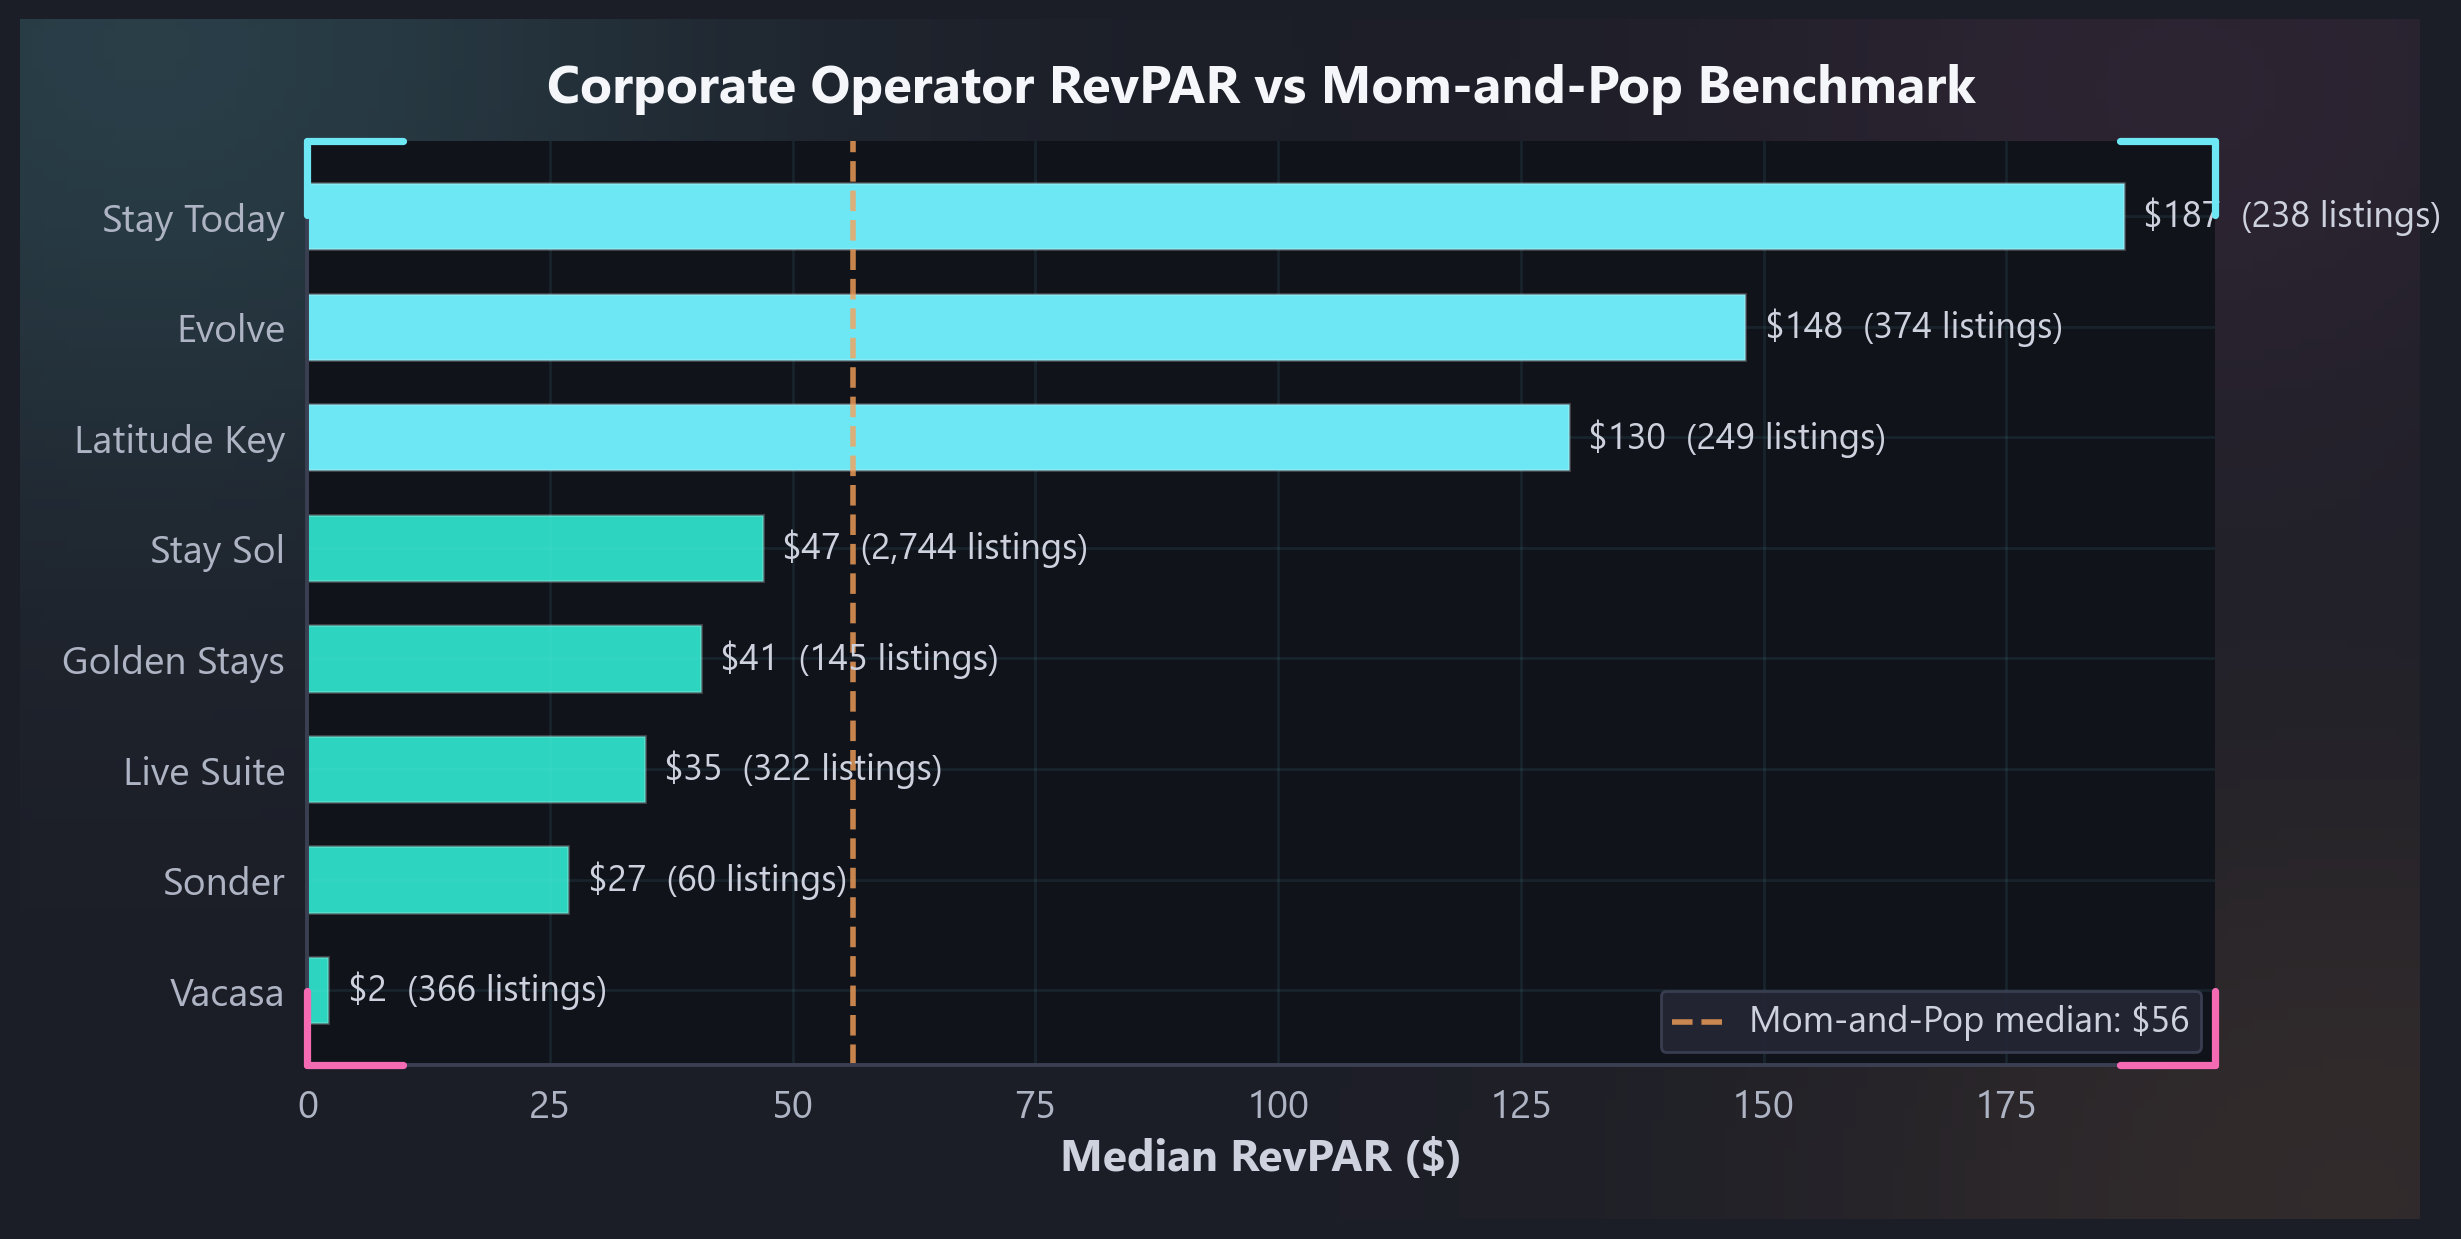 Corporate Operator RevPAR vs Mom-and-Pop Benchmark
Stay Today $187 (238 listings)
Evolve $148 (374 listings)
Latitude Key $130 (249 listings)
Stay Sol $47 (2,744 listings)
Golden Stays $41 (145 listings)
Live Suite $35 (322 listings)
Sonder $27 (60 listings)
Vacasa $2 (366 listings)
Mom-and-Pop median: $56
0 25 50 75 100 125 150 175
Median RevPAR ($)